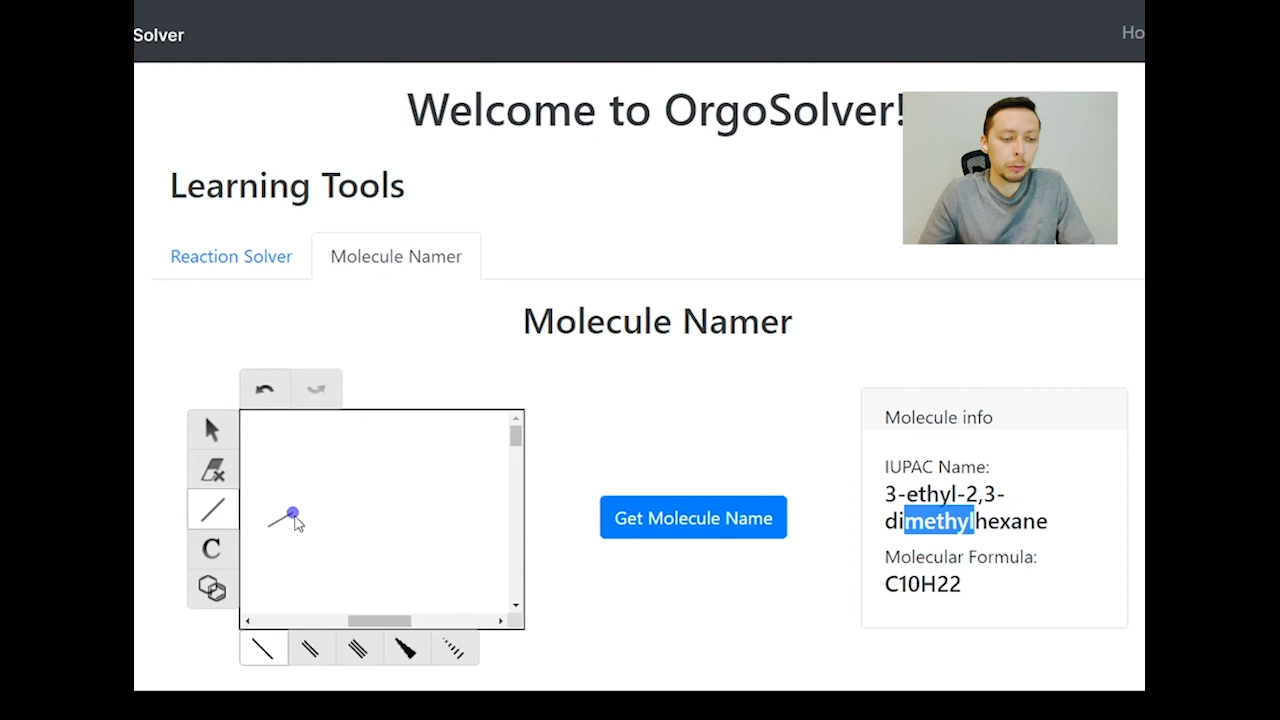 Solver
Ho
Welcome to OrgoSolver!
Learning Tools
Reaction Solver
Molecule Namer
Molecule Namer
C
Get Molecule Name
Molecule info
IUPAC Name:
3-ethyl-2,3-
dimethylhexane
Molecular Formula:
C10H22